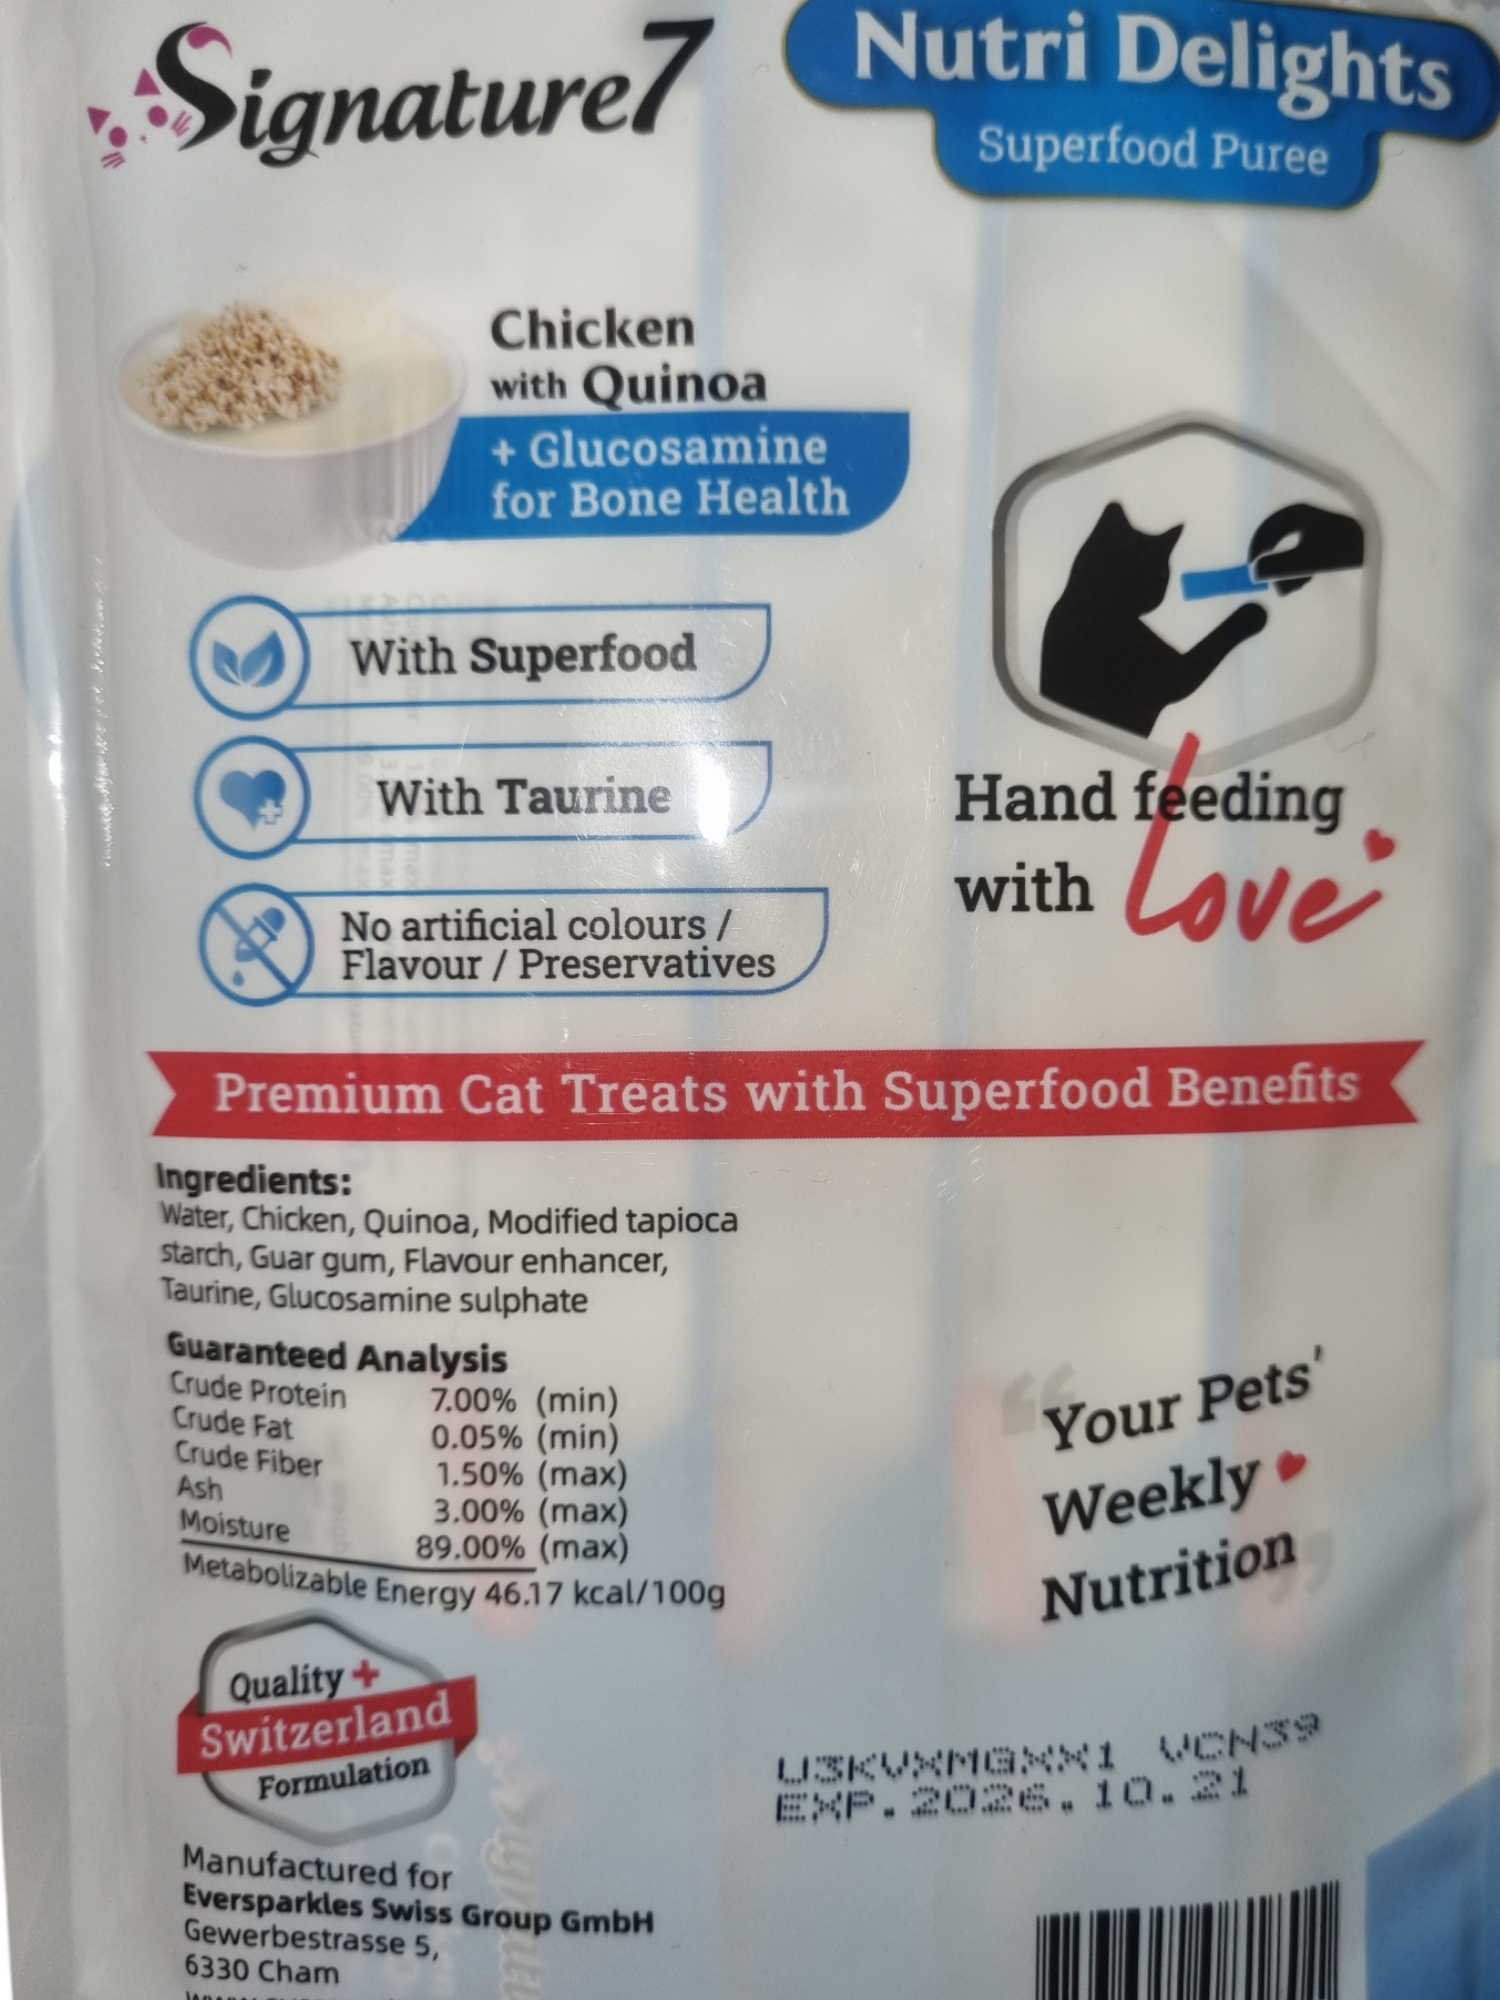 Signature7
Nutri Delights
Superfood Puree
Chicken
with Quinoa
+ Glucosamine
for Bone Health
With Superfood
With Taurine
No artificial colours /
Flavour / Preservatives
Hand feeding
with Love
Premium Cat Treats with Superfood Benefits
Ingredients:
Water, Chicken, Quinoa, Modified tapioca
starch, Guar gum, Flavour enhancer,
Taurine, Glucosamine sulphate
Guaranteed Analysis
Crude Protein 7.00% (min)
Crude Fat 0.05% (min)
Crude Fiber 1.50% (max)
Ash 3.00% (max)
Moisture 89.00% (max)
Metabolizable Energy 46.17 kcal/100g
“Your Pets'
Weekly
Nutrition”
Quality +
Switzerland
Formulation
U3KVXMGXX1 VCN39
EXP.2026.10.21
Manufactured for
Eversparkles Swiss Group GmbH
Gewerbestrasse 5,
6330 Cham